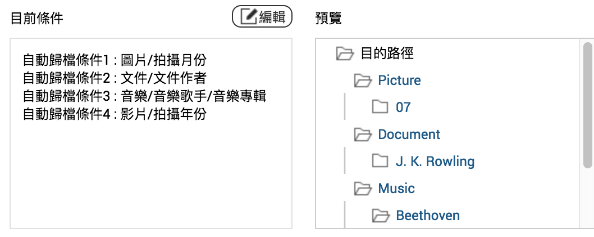 目前條件
編輯
預覽
自動歸檔條件1 : 圖片/拍攝月份
自動歸檔條件2 : 文件/文件作者
自動歸檔條件3 : 音樂/音樂歌手/音樂專輯
自動歸檔條件4 : 影片/拍攝年份
目的路徑
Picture
07
Document
J. K. Rowling
Music
Beethoven